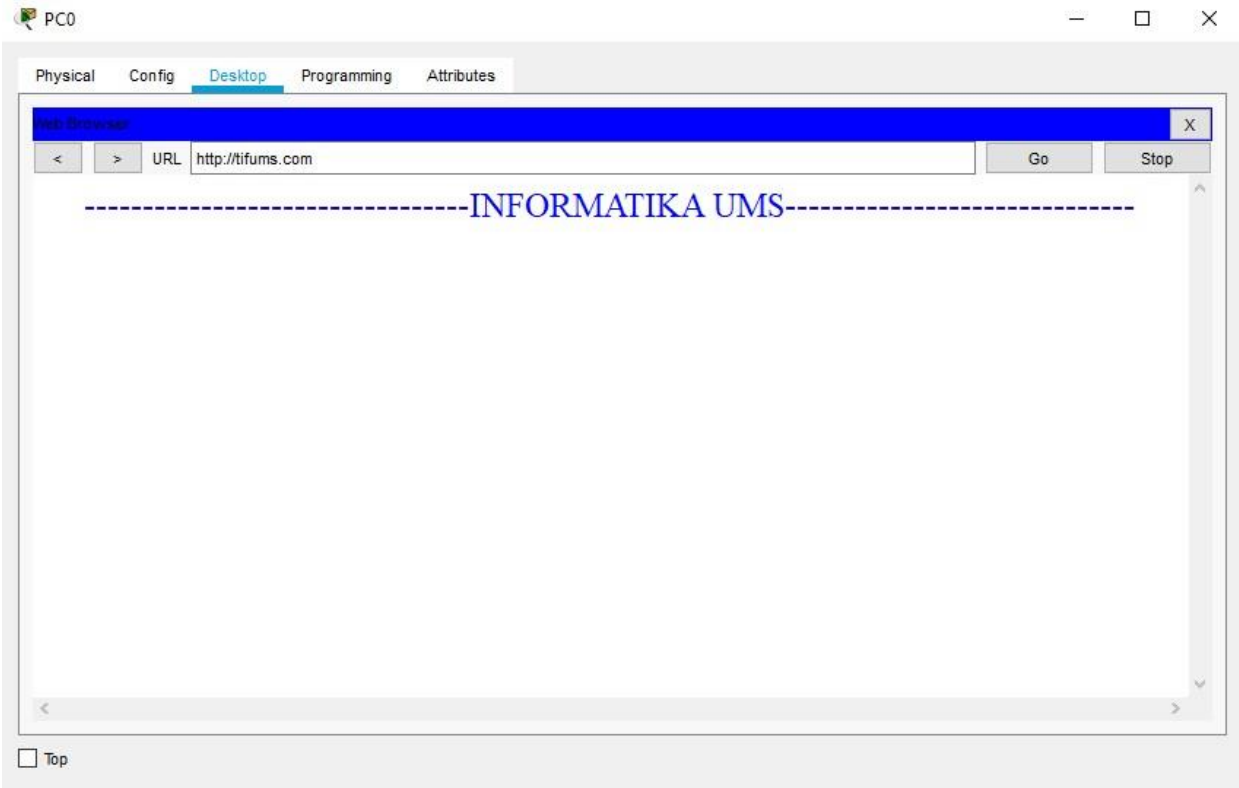 PC0
Physical Config Desktop Programming Attributes
Web Browser X
< > URL http://tifums.com Go Stop
---------------------------------INFORMATIKA UMS------------------------------
Top